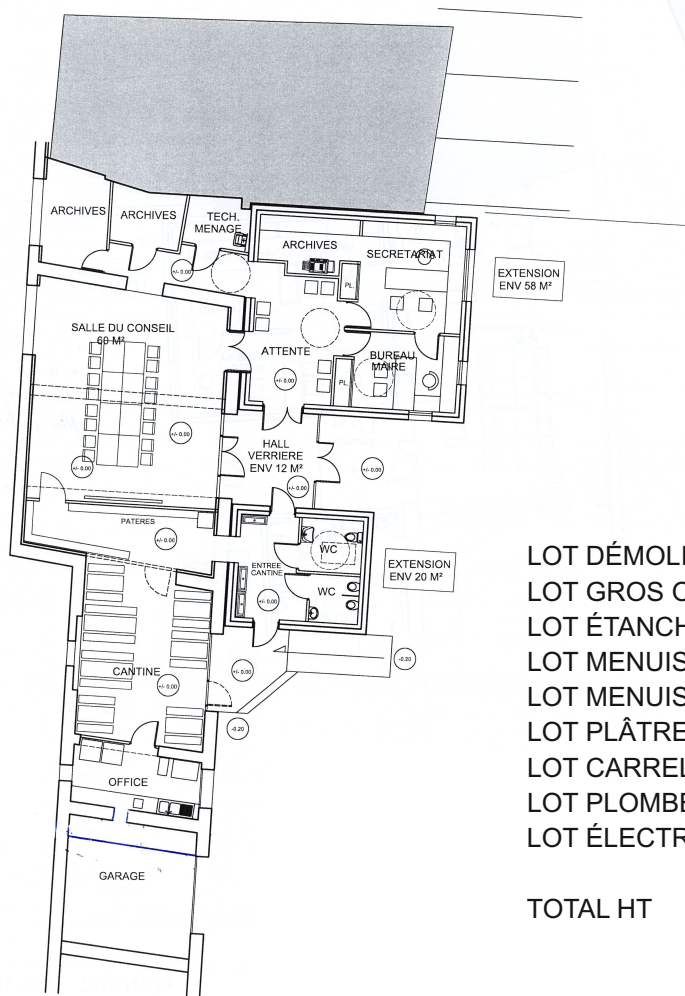 ARCHIVES
ARCHIVES
TECH.
MENAGE
ARCHIVES
SECRETARIAT
EXTENSION
ENV 58 M²
+/- 0.00
PL.
SALLE DU CONSEIL
60 M²
ATTENTE
BUREAU
MAIRE
+/- 0.00
PL.
+/- 0.00
HALL
VERRIERE
ENV 12 M²
+/- 0.00
+/- 0.00
+/- 0.00
PATERES
+/- 0.00
WC
ENTREE
CANTINE
EXTENSION
ENV 20 M²
WC
+/- 0.00
CANTINE
+/- 0.00
+/- 0.00
-0.20
-0.20
OFFICE
GARAGE
LOT DÉMOLI
LOT GROS O
LOT ÉTANCH
LOT MENUIS
LOT MENUIS
LOT PLÂTRE
LOT CARREL
LOT PLOMBE
LOT ÉLECTR
TOTAL HT